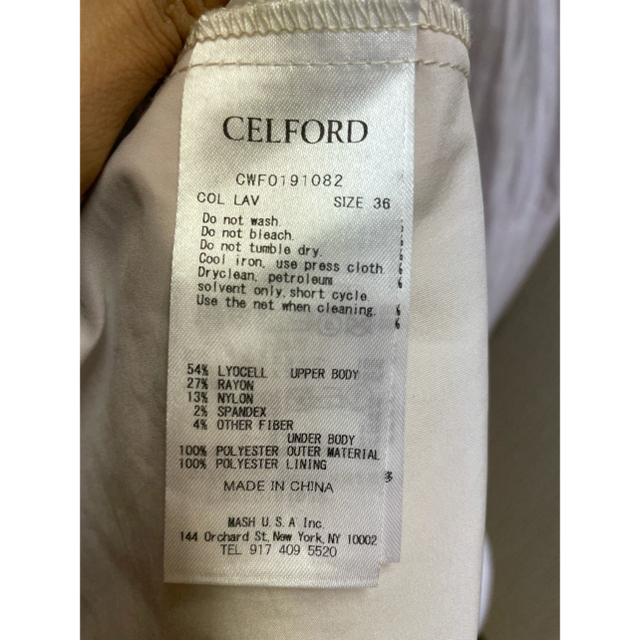 CELFORD
CWF0191082
COL LAV SIZE 36
Do not wash.
Do not bleach.
Do not tumble dry.
Cool iron, use press cloth
Dryclean, petroleum
solvent only, short cycle.
Use the net when cleaning.
54% LYOCELL UPPER BODY
27% RAYON
13% NYLON
2% SPANDEX
4% OTHER FIBER
UNDER BODY
100% POLYESTER OUTER MATERIAL
100% POLYESTER LINING
MADE IN CHINA
MASH U.S.A Inc.
144 Orchard St, New York, NY 10002
TEL 917 409 5520